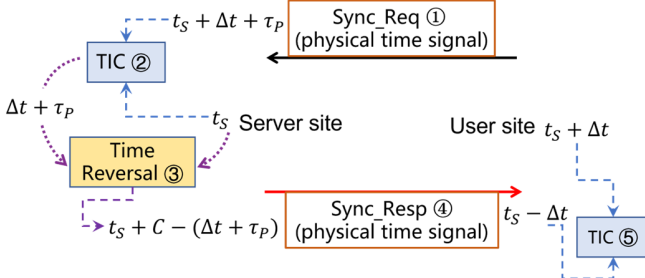 t_S + Δt + τ_P
Sync_Req ①
(physical time signal)
TIC ②
Δt + τ_P
t_S
Server site
User site
t_S + Δt
Time
Reversal ③
t_S + C − (Δt + τ_P)
Sync_Resp ④
(physical time signal)
t_S − Δt
TIC ⑤